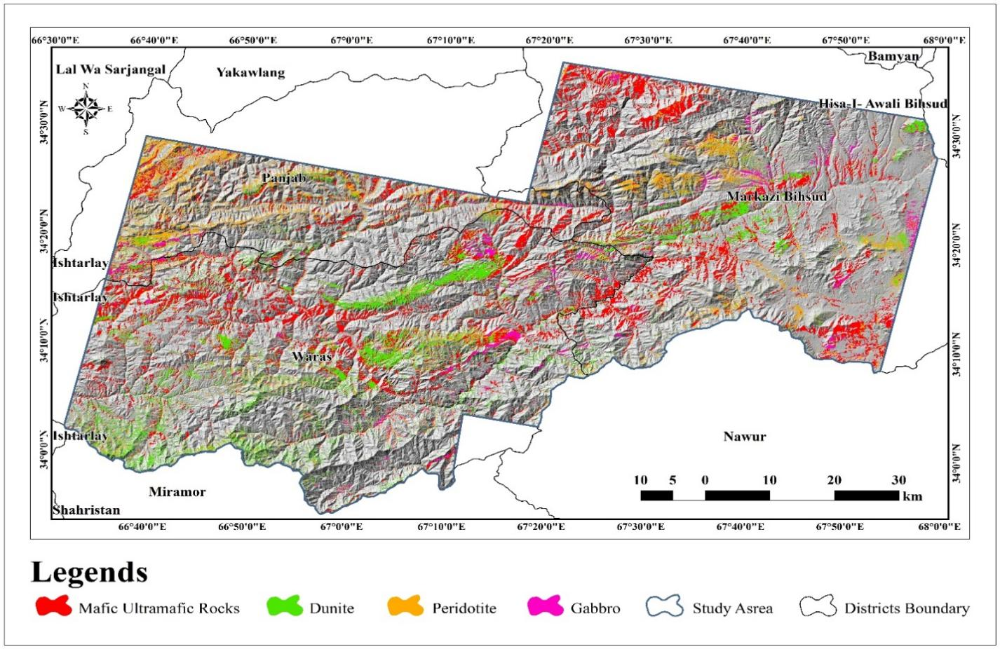 66°30'0"E 66°40'0"E 66°50'0"E 67°0'0"E 67°10'0"E 67°20'0"E 67°30'0"E 67°40'0"E 67°50'0"E 68°0'0"E
Bamyan
Lal Wa Sarjangal
Yakawlang
N
W E
S
Hisa-I- Awali Bihsud
34°30'0"N
34°30'0"N
Panjab
Markazi Bihsud
34°20'0"N
34°20'0"N
Ishtarlay
Ishtarlay
34°10'0"N
34°10'0"N
Waras
Ishtarlay
Nawur
34°0'0"N
34°0'0"N
Miramor
10 5 0 10 20 30
km
Shahristan
66°40'0"E 66°50'0"E 67°0'0"E 67°10'0"E 67°20'0"E 67°30'0"E 67°40'0"E 67°50'0"E 68°0'0"E
Legends
Mafic Ultramafic Rocks Dunite Peridotite Gabbro Study Asrea Districts Boundary